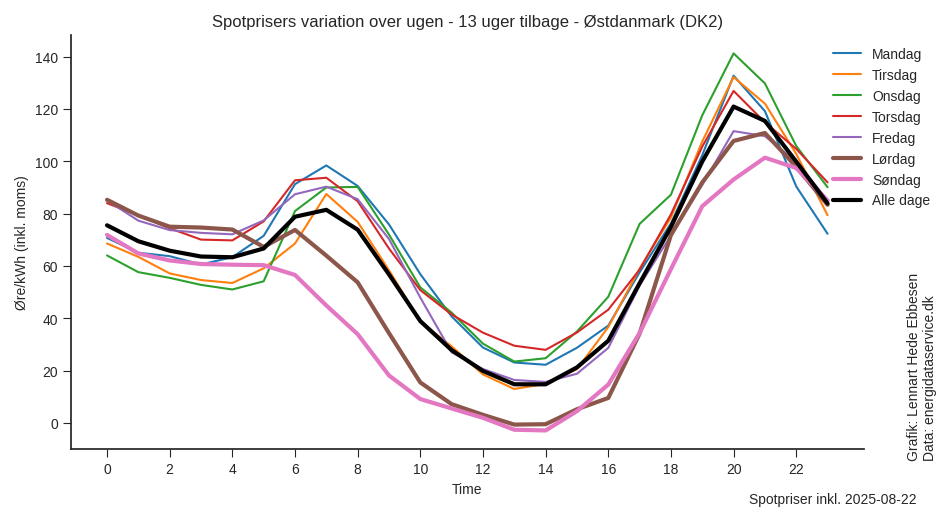 Spotprisers variation over ugen - 13 uger tilbage - Østdanmark (DK2)
Øre/kWh (inkl. moms)
140
120
100
80
60
40
20
0
0 2 4 6 8 10 12 14 16 18 20 22
Time
Mandag
Tirsdag
Onsdag
Torsdag
Fredag
Lørdag
Søndag
Alle dage
Grafik: Lennart Hede Ebbesen
Data: energidataservice.dk
Spotpriser inkl. 2025-08-22